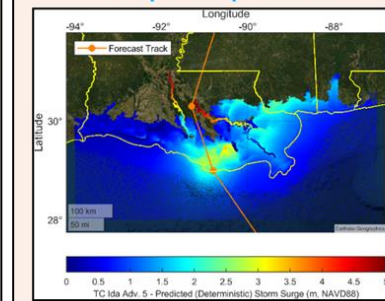 Longitude
-94° -92° -90° -88°
Forecast Track
Latitude
30°
28°
100 km
50 mi
Earthstar Geographics
0 0.5 1 1.5 2 2.5 3 3.5 4 4.5
TC Ida Adv. 5 - Predicted (Deterministic) Storm Surge (m, NAVD88)